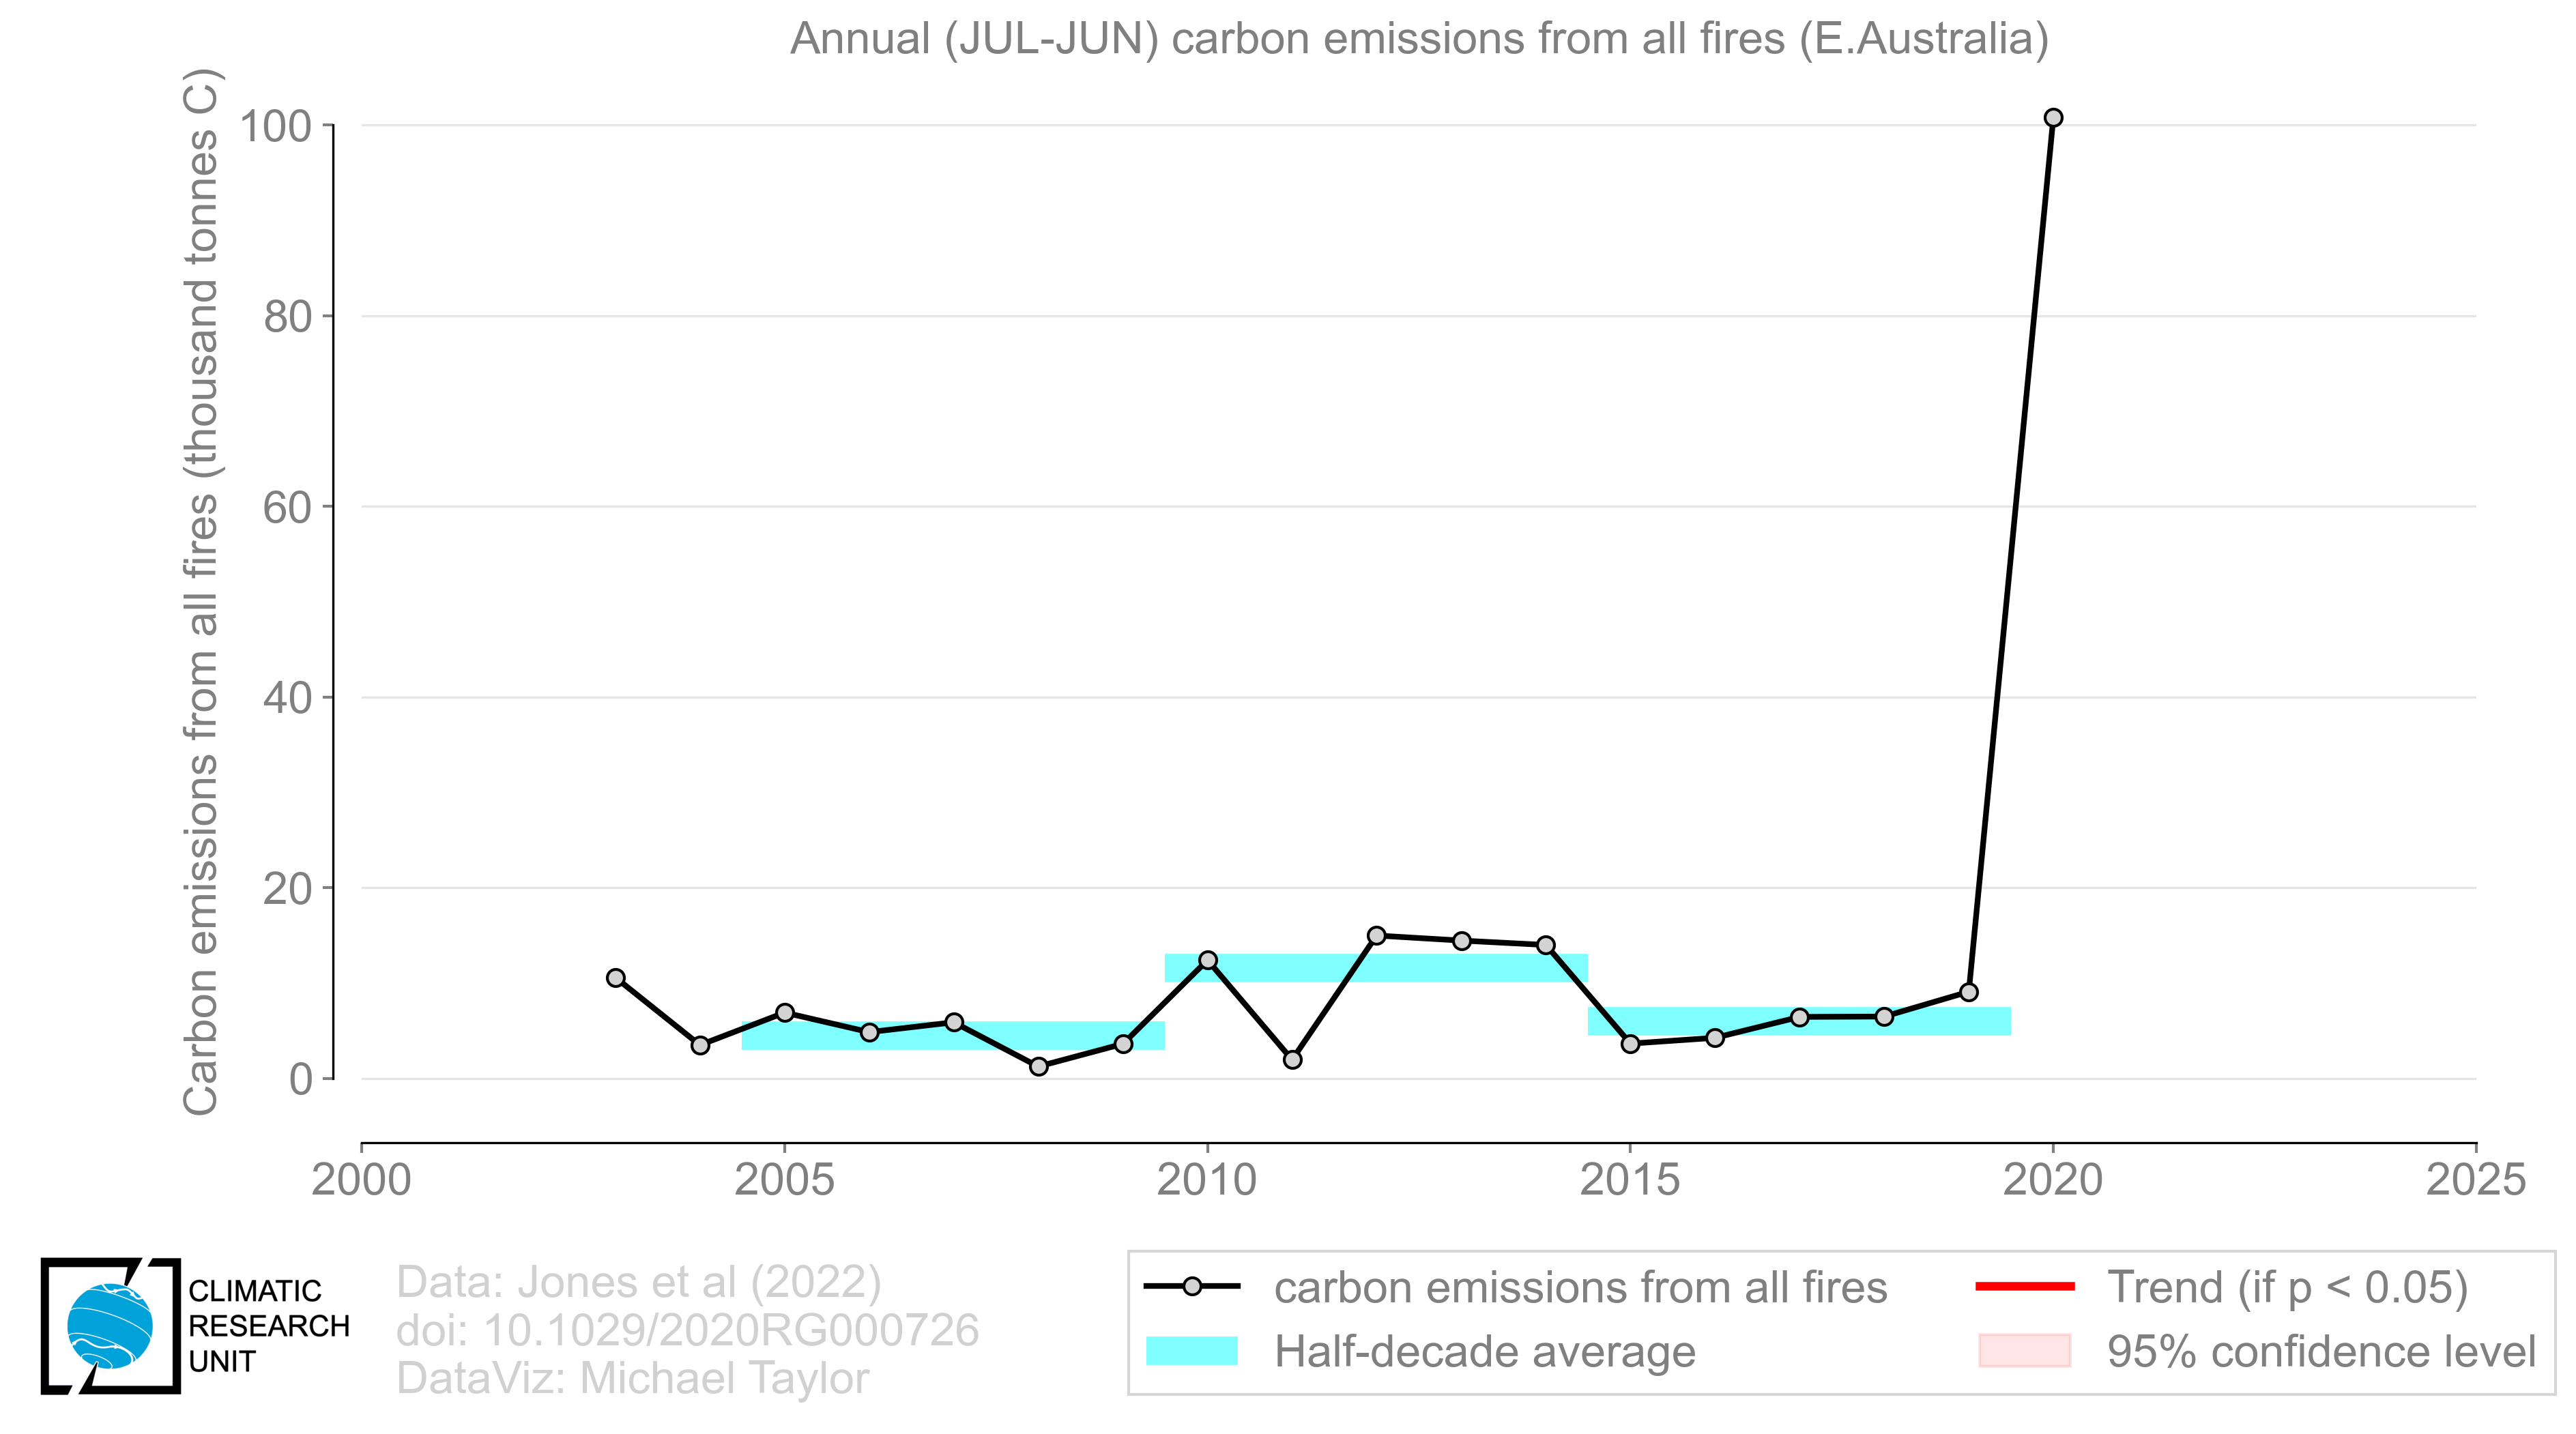 Annual (JUL-JUN) carbon emissions from all fires (E.Australia)
Carbon emissions from all fires (thousand tonnes C)
100
80
60
40
20
0
2000 2005 2010 2015 2020 2025
CLIMATIC
RESEARCH
UNIT
Data: Jones et al (2022)
doi: 10.1029/2020RG000726
DataViz: Michael Taylor
carbon emissions from all fires
Half-decade average
Trend (if p < 0.05)
95% confidence level